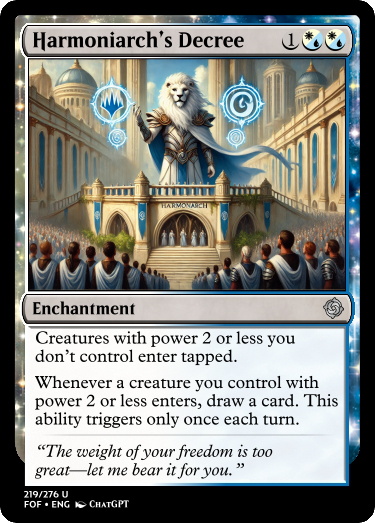 Harmoniarch's Decree 1
HARMONARCH
Enchantment
Creatures with power 2 or less you
don't control enter tapped.
Whenever a creature you control with
power 2 or less enters, draw a card. This
ability triggers only once each turn.
“The weight of your freedom is too
great—let me bear it for you.”
219/276 U
FOF • ENG ChatGPT